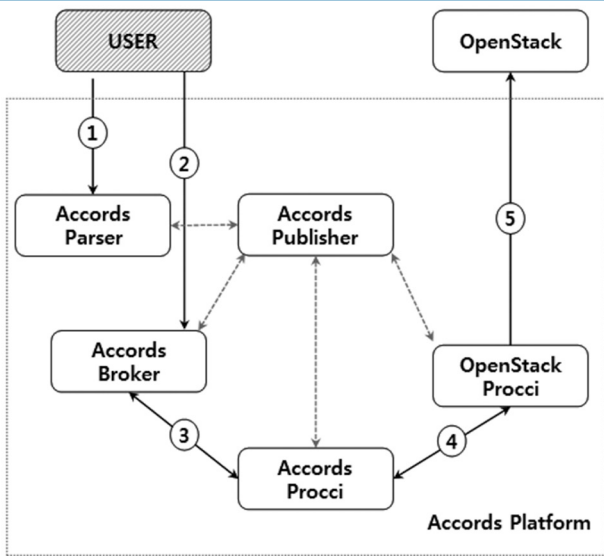 USER
OpenStack
1
2
Accords
Parser
Accords
Publisher
5
Accords
Broker
OpenStack
Procci
3
4
Accords
Procci
Accords Platform